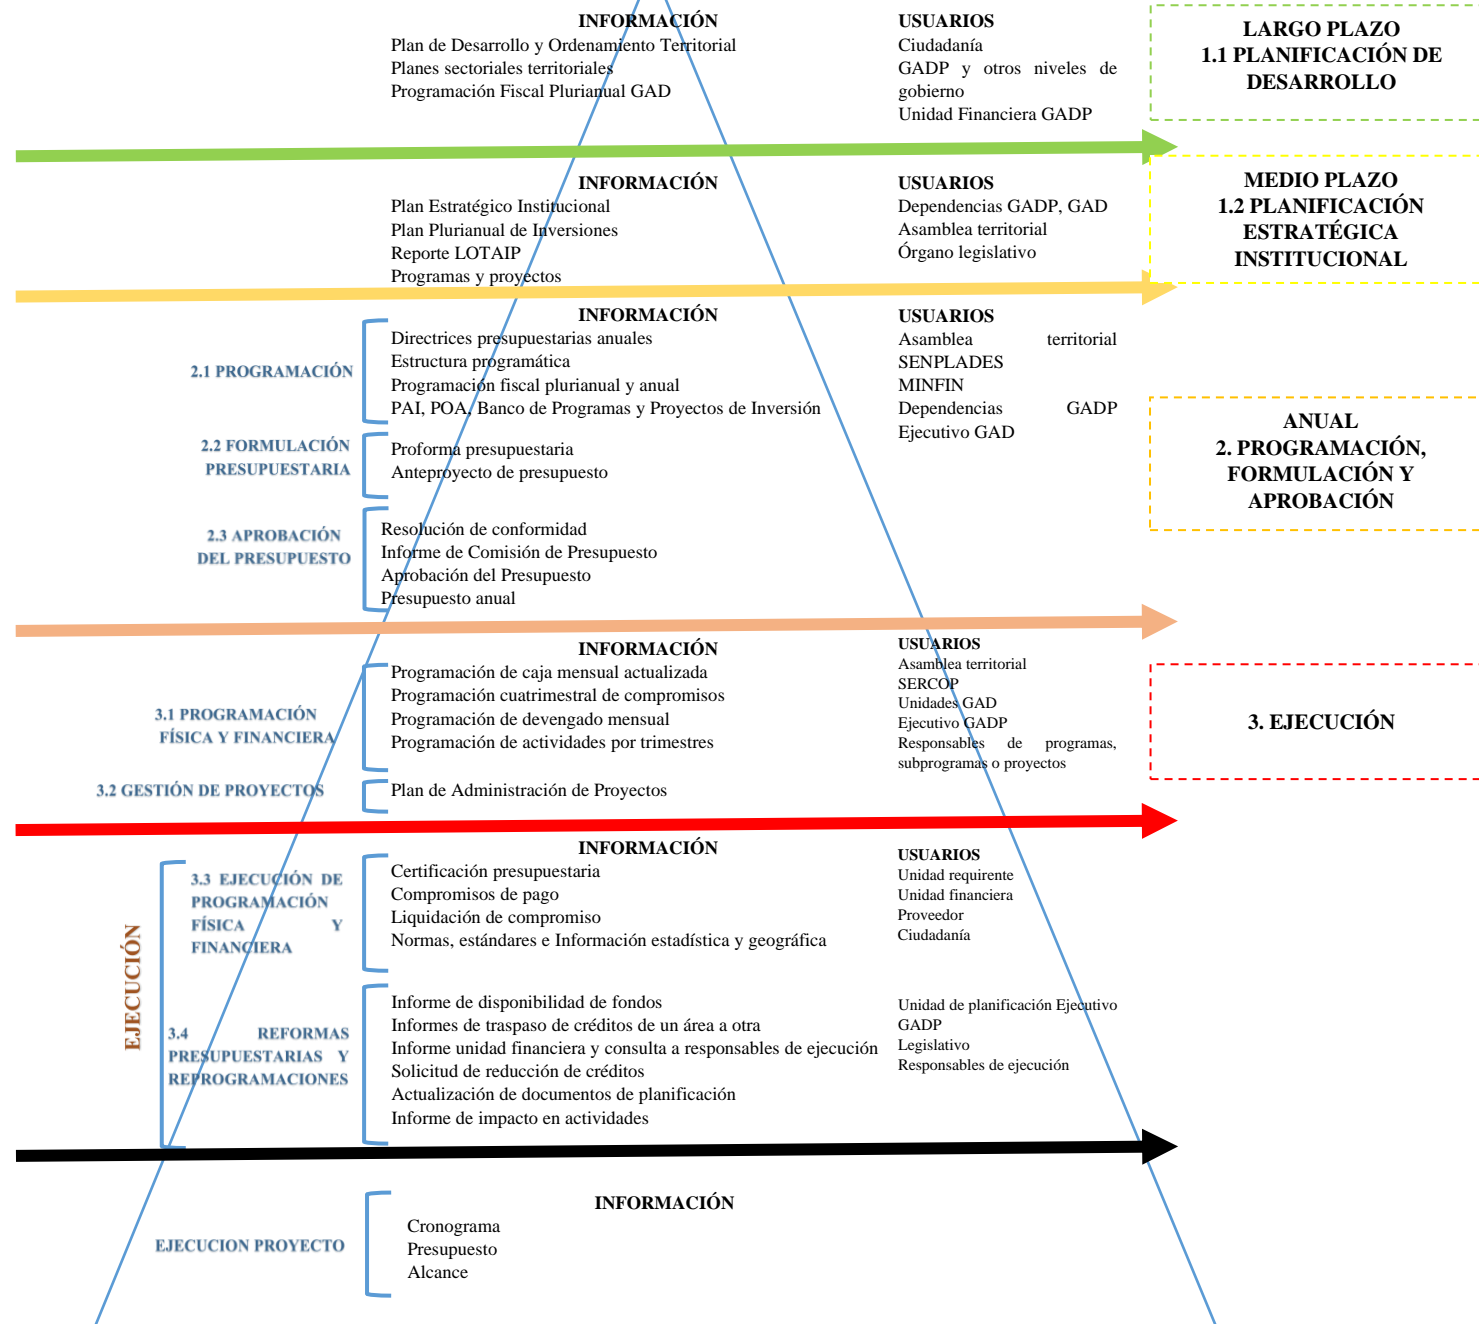 INFORMACIÓN
Plan de Desarrollo y Ordenamiento Territorial
Planes sectoriales territoriales
Programación Fiscal Plurianual GAD
USUARIOS
Ciudadanía
GADP y otros niveles de
gobierno
Unidad Financiera GADP
LARGO PLAZO
1.1 PLANIFICACIÓN DE
DESARROLLO
INFORMACIÓN
Plan Estratégico Institucional
Plan Plurianual de Inversiones
Reporte LOTAIP
Programas y proyectos
USUARIOS
Dependencias GADP, GAD
Asamblea territorial
Órgano legislativo
MEDIO PLAZO
1.2 PLANIFICACIÓN
ESTRATÉGICA
INSTITUCIONAL
INFORMACIÓN
2.1 PROGRAMACIÓN
Directrices presupuestarias anuales
Estructura programática
Programación fiscal plurianual y anual
PAI, POA, Banco de Programas y Proyectos de Inversión
2.2 FORMULACIÓN
PRESUPUESTARIA
Proforma presupuestaria
Anteproyecto de presupuesto
2.3 APROBACIÓN
DEL PRESUPUESTO
Resolución de conformidad
Informe de Comisión de Presupuesto
Aprobación del Presupuesto
Presupuesto anual
USUARIOS
Asamblea territorial
SENPLADES
MINFIN
Dependencias GADP
Ejecutivo GAD
ANUAL
2. PROGRAMACIÓN,
FORMULACIÓN Y
APROBACIÓN
INFORMACIÓN
3.1 PROGRAMACIÓN
FÍSICA Y FINANCIERA
Programación de caja mensual actualizada
Programación cuatrimestral de compromisos
Programación de devengado mensual
Programación de actividades por trimestres
3.2 GESTIÓN DE PROYECTOS
Plan de Administración de Proyectos
USUARIOS
Asamblea territorial
SERCOP
Unidades GAD
Ejecutivo GADP
Responsables de programas,
subprogramas o proyectos
3. EJECUCIÓN
INFORMACIÓN
EJECUCIÓN
3.3 EJECUCIÓN DE
PROGRAMACIÓN
FÍSICA Y
FINANCIERA
Certificación presupuestaria
Compromisos de pago
Liquidación de compromiso
Normas, estándares e Información estadística y geográfica
USUARIOS
Unidad requirente
Unidad financiera
Proveedor
Ciudadanía
3.4 REFORMAS
PRESUPUESTARIAS Y
REPROGRAMACIONES
Informe de disponibilidad de fondos
Informes de traspaso de créditos de un área a otra
Informe unidad financiera y consulta a responsables de ejecución
Solicitud de reducción de créditos
Actualización de documentos de planificación
Informe de impacto en actividades
Unidad de planificación Ejecutivo
GADP
Legislativo
Responsables de ejecución
INFORMACIÓN
EJECUCION PROYECTO
Cronograma
Presupuesto
Alcance